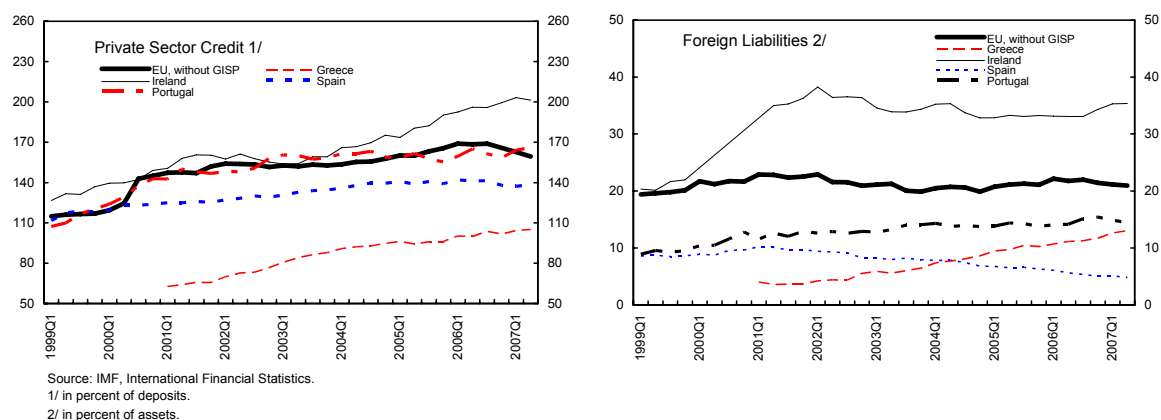 Private Sector Credit 1/
EU, without GISP
Greece
Ireland
Spain
Portugal
260 260
230 230
200 200
170 170
140 140
110 110
80 80
50 50
1999Q1 2000Q1 2001Q1 2002Q1 2003Q1 2004Q1 2005Q1 2006Q1 2007Q1
Foreign Liabilities 2/
EU, without GISP
Greece
Ireland
Spain
Portugal
50 50
40 40
30 30
20 20
10 10
0 0
1999Q1 2000Q1 2001Q1 2002Q1 2003Q1 2004Q1 2005Q1 2006Q1 2007Q1
Source: IMF, International Financial Statistics.
1/ in percent of deposits.
2/ in percent of assets.